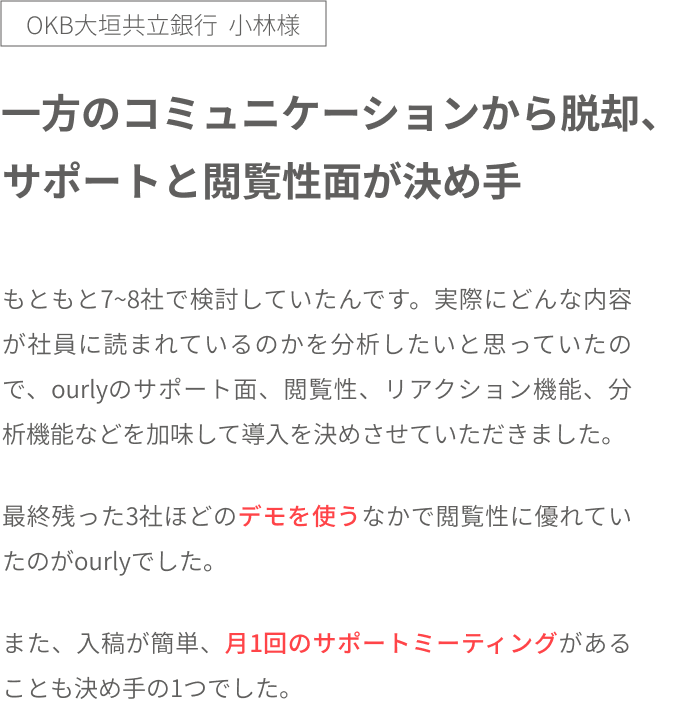 OKB大垣共立銀行 小林様
一方のコミュニケーションから脱却、
サポートと閲覧性面が決め手
もともと7~8社で検討していたんです。実際にどんな内容
が社員に読まれているのかを分析したいと思っていたの
で、ourlyのサポート面、閲覧性、リアクション機能、分
析機能などを加味して導入を決めさせていただきました。
最終残った3社ほどのデモを使うなかで閲覧性に優れてい
たのがourlyでした。
また、入稿が簡単、月1回のサポートミーティングがある
ことも決め手の1つでした。